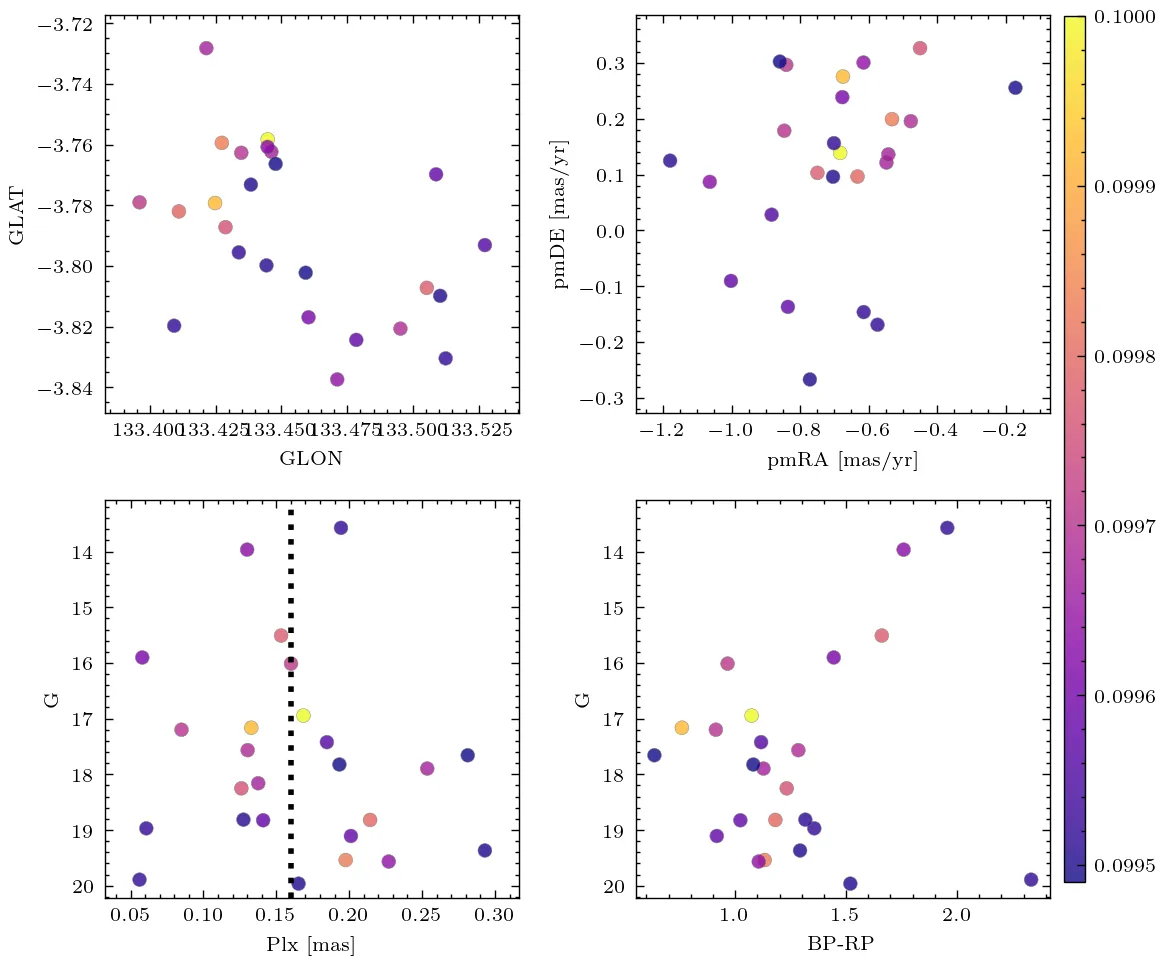 −3.72
−3.74
−3.76
−3.78
−3.80
−3.82
−3.84
GLAT
133.400 133.425 133.450 133.475 133.500 133.525
GLON
0.3
0.2
0.1
0.0
−0.1
−0.2
−0.3
pmDE [mas/yr]
−1.2 −1.0 −0.8 −0.6 −0.4 −0.2
pmRA [mas/yr]
14
15
16
17
18
19
20
G
0.05 0.10 0.15 0.20 0.25 0.30
Plx [mas]
14
15
16
17
18
19
20
G
1.0 1.5 2.0
BP-RP
0.1000
0.0999
0.0998
0.0997
0.0996
0.0995